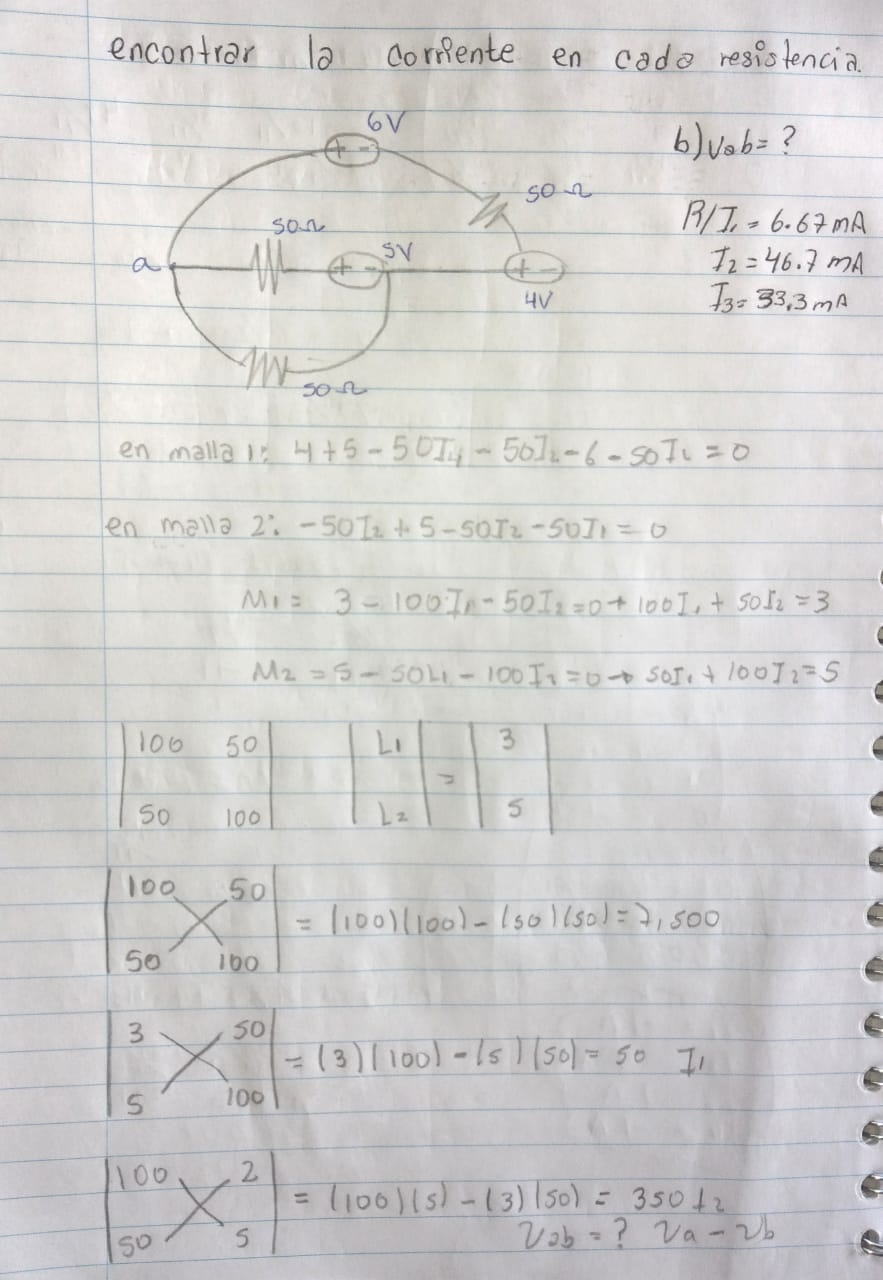 encontrar la corriente en cada resistencia.
6V
b) Vab = ?
50Ω
50Ω
R/I₁ = 6.67 mA
5V
a
+ -
+ -
+ -
I₂ = 46.7 mA
4V
I₃ = 33,3 mA
50Ω
en malla 1: 4+5-50I₁-50I₂-6-50I₁ = 0
en malla 2: -50I₂+5-50I₂-50I₁ = 0
M₁ = 3-100I₁-50I₂=0→100I₁+50I₂=3
M₂ = 5-50I₁-100I₂=0→50I₁+100I₂=5
|100 50| |I₁| = |3|
|50 100| |I₂| |5|
|100 50| = (100)(100)-(50)(50)=7,500
|50 100|
|3 50| = (3)(100)-(5)(50)=50 I₁
|5 100|
|100 2| = (100)(5)-(3)(50) = 350 I₂
|50 5|
Vab = ? Va - Vb